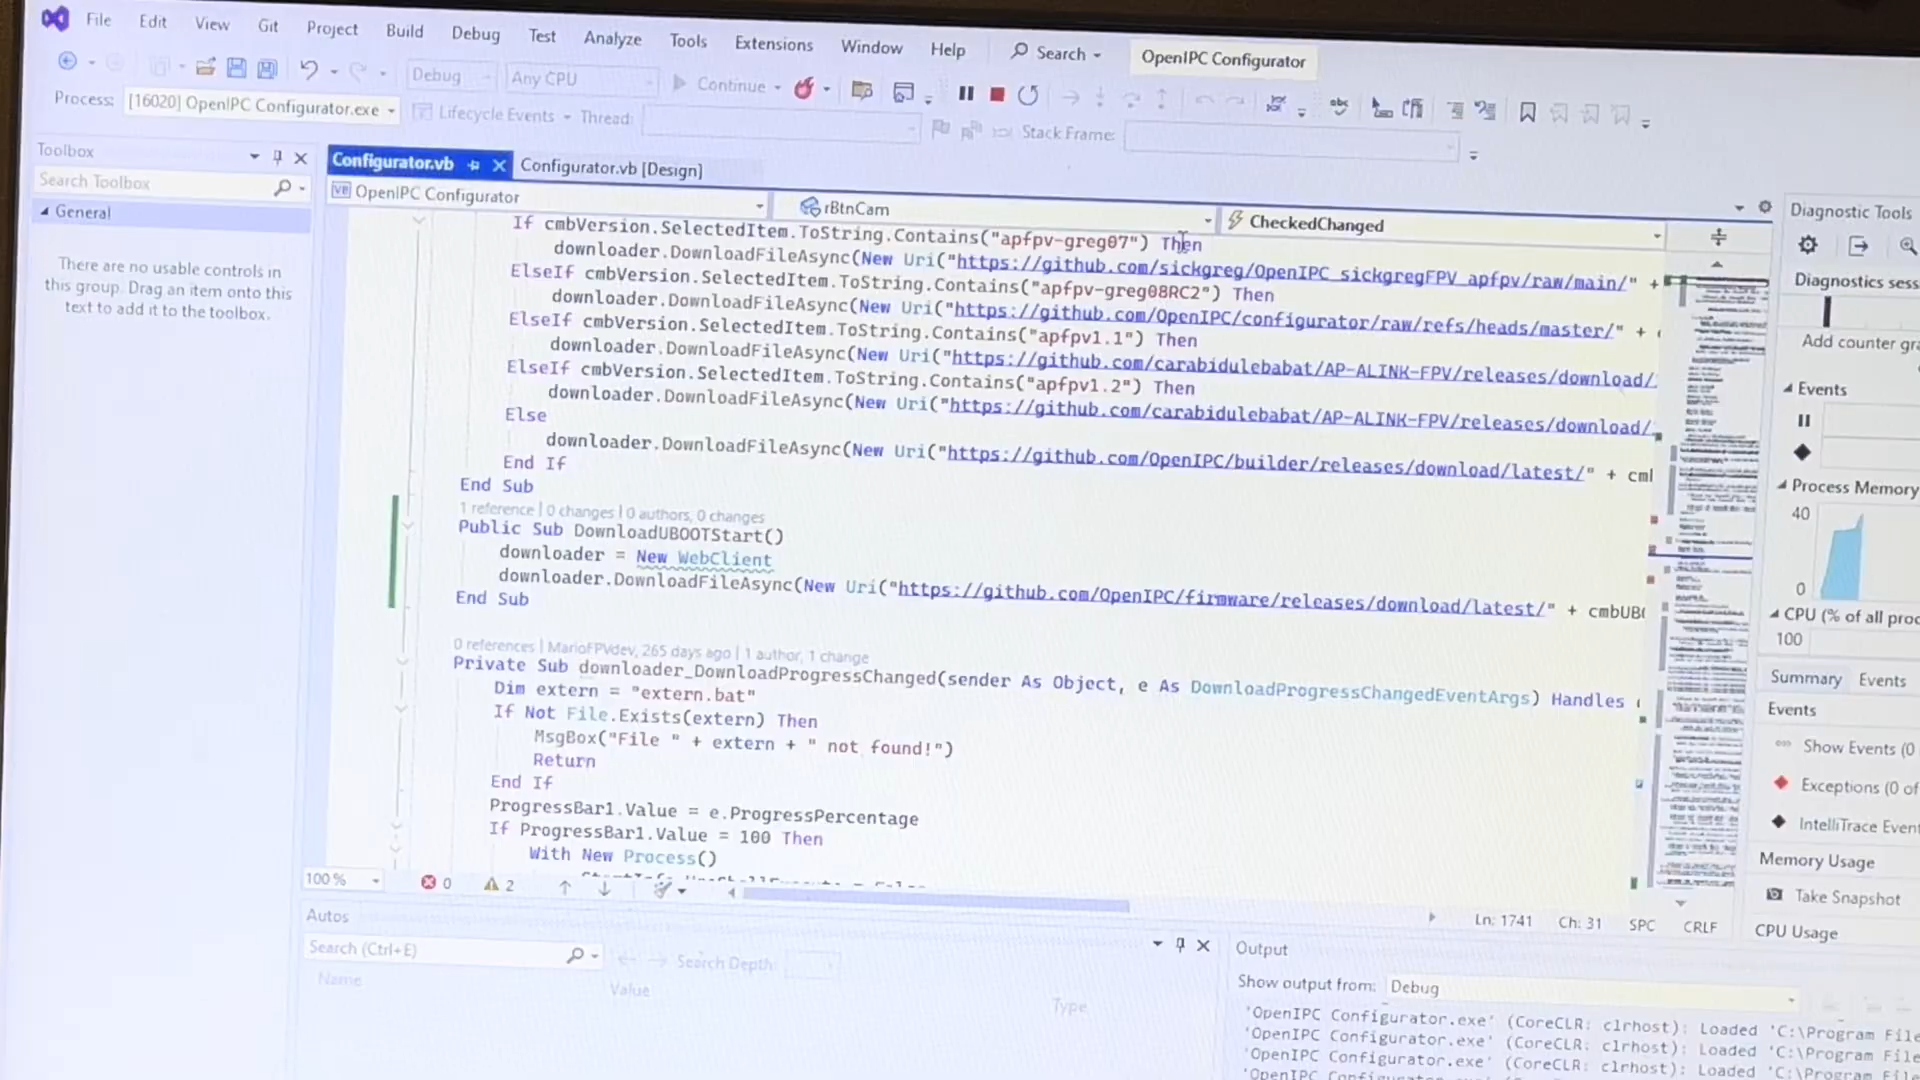 File Edit View Git Project Build Debug Test Analyze Tools Extensions Window Help Search OpenIPC Configurator
Debug Any CPU Continue
Process: [16020] OpenIPC Configurator.exe Lifecycle Events Thread: Stack Frame:
Toolbox
Search Toolbox
General
There are no usable controls in
this group. Drag an item onto this
text to add it to the toolbox.
Configurator.vb Configurator.vb [Design]
VB OpenIPC Configurator rBtnCam CheckedChanged
If cmbVersion.SelectedItem.ToString.Contains("apfpv-greg07") Then
downloader.DownloadFileAsync(New Uri("https://github.com/sickgreg/OpenIPC_sickgregFPV_apfpv/raw/main/" +
ElseIf cmbVersion.SelectedItem.ToString.Contains("apfpv-greg08RC2") Then
downloader.DownloadFileAsync(New Uri("https://github.com/OpenIPC/configurator/raw/refs/heads/master/" +
ElseIf cmbVersion.SelectedItem.ToString.Contains("apfpv1.1") Then
downloader.DownloadFileAsync(New Uri("https://github.com/carabidulebabat/AP-ALINK-FPV/releases/download/
ElseIf cmbVersion.SelectedItem.ToString.Contains("apfpv1.2") Then
downloader.DownloadFileAsync(New Uri("https://github.com/carabidulebabat/AP-ALINK-FPV/releases/download/
Else
downloader.DownloadFileAsync(New Uri("https://github.com/OpenIPC/builder/releases/download/latest/" + cm
End If
End Sub
1 reference | 0 changes | 0 authors, 0 changes
Public Sub DownloadUBOOTStart()
downloader = New WebClient
downloader.DownloadFileAsync(New Uri("https://github.com/OpenIPC/firmware/releases/download/latest/" + cmbUB
End Sub
0 references | MarioFPVdev, 265 days ago | 1 author, 1 change
Private Sub downloader_DownloadProgressChanged(sender As Object, e As DownloadProgressChangedEventArgs) Handles
Dim extern = "extern.bat"
If Not File.Exists(extern) Then
MsgBox("File " + extern + " not found!")
Return
End If
ProgressBar1.Value = e.ProgressPercentage
If ProgressBar1.Value = 100 Then
With New Process()
100 % 0 2 Ln: 1741 Ch: 31 SPC CRLF
Autos
Search (Ctrl+E) Search Depth:
Name Value Type
Output
Show output from: Debug
'OpenIPC Configurator.exe' (CoreCLR: clrhost): Loaded 'C:\Program File
'OpenIPC Configurator.exe' (CoreCLR: clrhost): Loaded 'C:\Program File
'OpenIPC Configurator.exe' (CoreCLR: clrhost): Loaded 'C:\Program File
'OpenIPC Configurator.exe' (CoreCLR: clrhost): Loaded 'C:\Program File
Diagnostic Tools
Diagnostics sess
Add counter gra
Events
Process Memory
40
0
CPU (% of all proc
100
Summary Events
Events
Show Events (0
Exceptions (0 of
IntelliTrace Event
Memory Usage
Take Snapshot
CPU Usage